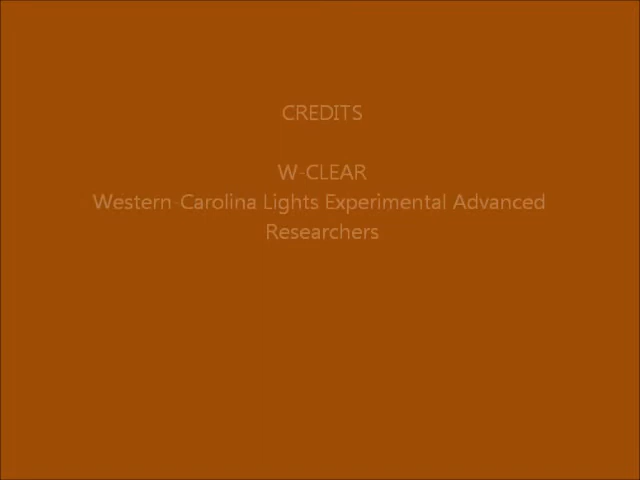 CREDITS
W-CLEAR
Western-Carolina Lights Experimental Advanced
Researchers